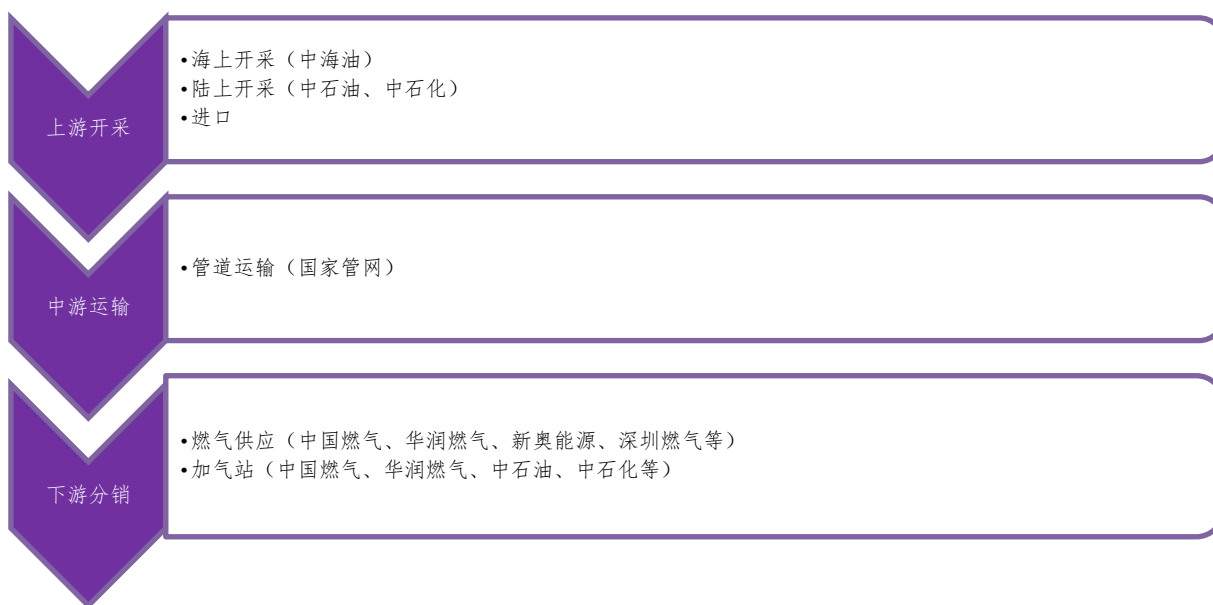 上游开采
•海上开采（中海油）
•陆上开采（中石油、中石化）
•进口
中游运输
•管道运输（国家管网）
下游分销
•燃气供应（中国燃气、华润燃气、新奥能源、深圳燃气等）
•加气站（中国燃气、华润燃气、中石油、中石化等）